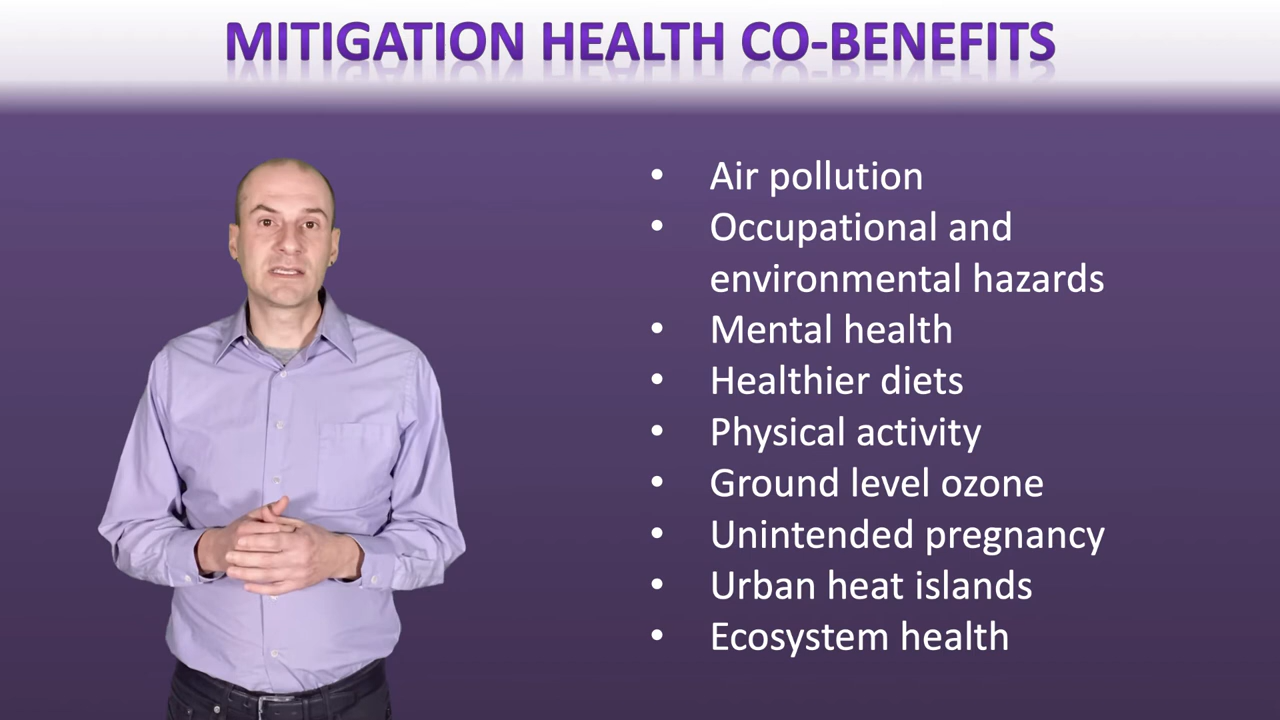 MITIGATION HEALTH CO-BENEFITS
• Air pollution
• Occupational and
environmental hazards
• Mental health
• Healthier diets
• Physical activity
• Ground level ozone
• Unintended pregnancy
• Urban heat islands
• Ecosystem health